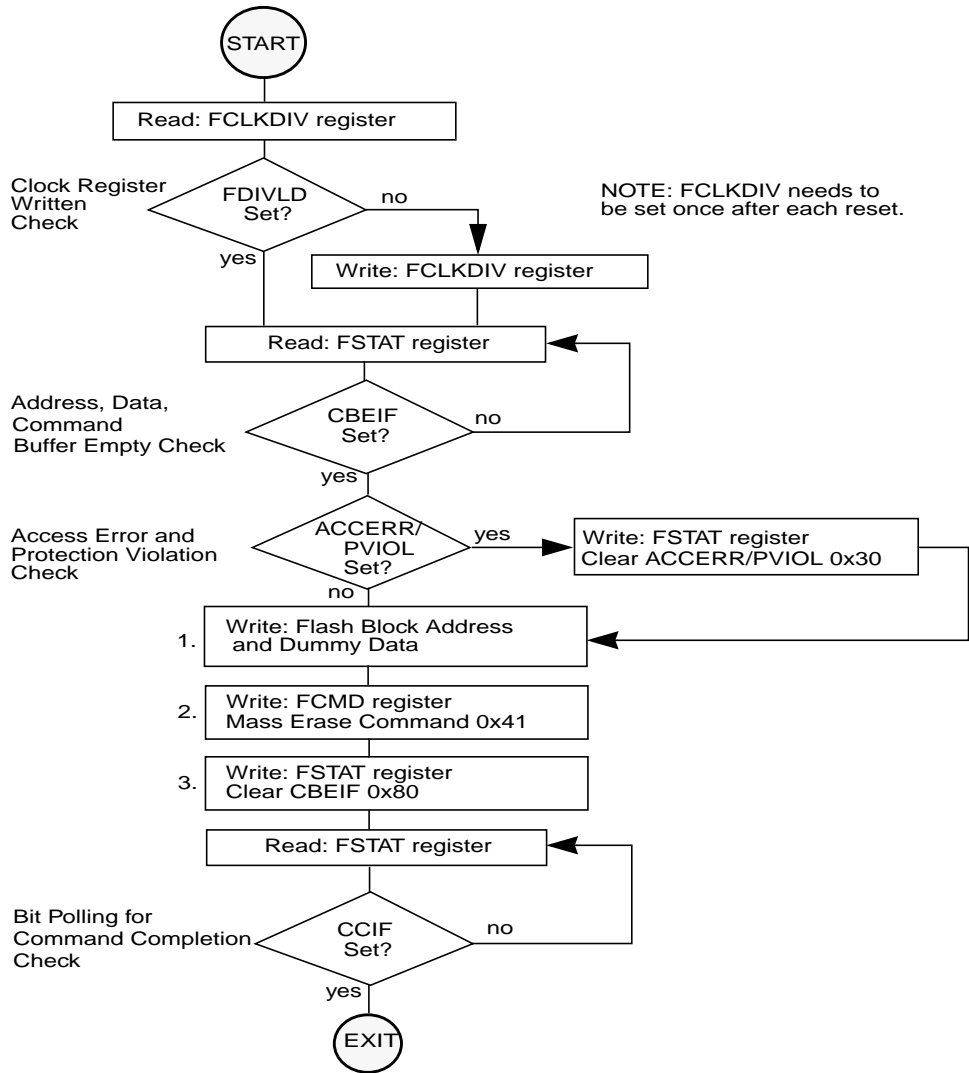 START
Read: FCLKDIV register
Clock Register
Written
Check
FDIVLD
Set?
no
yes
NOTE: FCLKDIV needs to
be set once after each reset.
Write: FCLKDIV register
Read: FSTAT register
Address, Data,
Command
Buffer Empty Check
CBEIF
Set?
no
yes
Access Error and
Protection Violation
Check
ACCERR/
PVIOL
Set?
yes
no
Write: FSTAT register
Clear ACCERR/PVIOL 0x30
1.
Write: Flash Block Address
and Dummy Data
2.
Write: FCMD register
Mass Erase Command 0x41
3.
Write: FSTAT register
Clear CBEIF 0x80
Read: FSTAT register
Bit Polling for
Command Completion
Check
CCIF
Set?
no
yes
EXIT